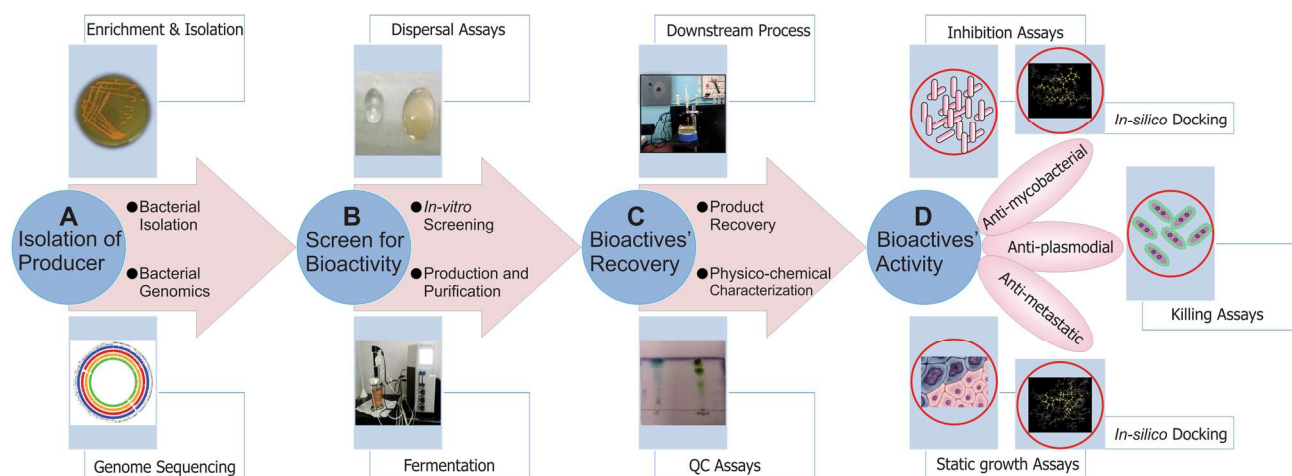 Enrichment & Isolation
Dispersal Assays
Downstream Process
Inhibition Assays
In-silico Docking
A
Isolation of
Producer
● Bacterial
Isolation
● Bacterial
Genomics
B
Screen for
Bioactivity
● In-vitro
Screening
● Production and
Purification
C
Bioactives'
Recovery
● Product
Recovery
● Physico-chemical
Characterization
D
Bioactives'
Activity
Anti-mycobacterial
Anti-plasmodial
Anti-metastatic
Killing Assays
In-silico Docking
Genome Sequencing
Fermentation
QC Assays
Static growth Assays